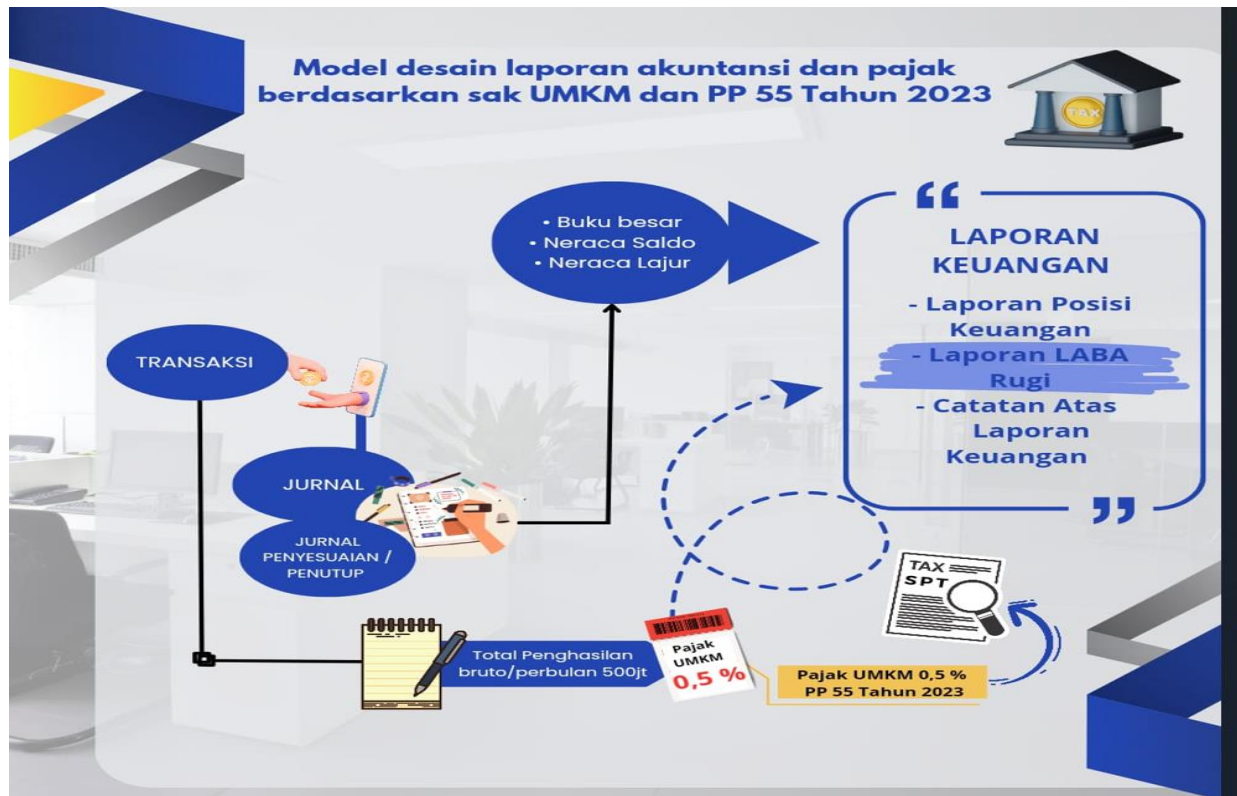 Model desain laporan akuntansi dan pajak
berdasarkan sak UMKM dan PP 55 Tahun 2023
TAX
• Buku besar
• Neraca Saldo
• Neraca Lajur
LAPORAN
KEUANGAN
- Laporan Posisi
Keuangan
- Laporan LABA
Rugi
- Catatan Atas
Laporan
Keuangan
TRANSAKSI
JURNAL
JURNAL
PENYESUAIAN /
PENUTUP
TAX
SPT
Total Penghasilan
bruto/perbulan 500jt
Pajak
UMKM
0,5 %
Pajak UMKM 0,5 %
PP 55 Tahun 2023